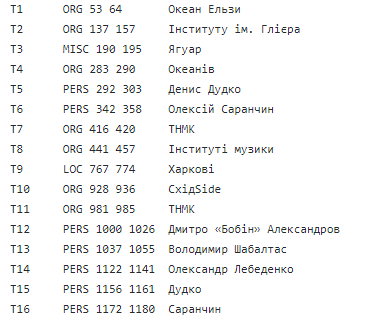 T1 ORG 53 64 Океан Ельзи
T2 ORG 137 157 Інституту ім. Глієра
T3 MISC 190 195 Ягуар
T4 ORG 283 290 Океанів
T5 PERS 292 303 Денис Дудко
T6 PERS 342 358 Олексій Саранчин
T7 ORG 416 420 ТНМК
T8 ORG 441 457 Інституті музики
T9 LOC 767 774 Харкові
T10 ORG 928 936 СхідSide
T11 ORG 981 985 ТНМК
T12 PERS 1000 1026 Дмитро «Бобін» Александров
T13 PERS 1037 1055 Володимир Шабалтас
T14 PERS 1122 1141 Олександр Лебеденко
T15 PERS 1156 1161 Дудко
T16 PERS 1172 1180 Саранчин